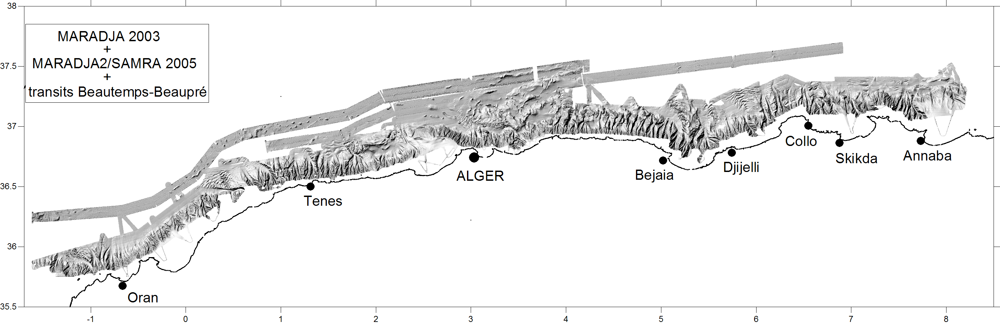 38
MARADJA 2003
+
MARADJA2/SAMRA 2005
+
transits Beautemps-Beaupré
37.5
37
36.5
36
35.5
Collo
Skikda
Annaba
Djijelli
Bejaia
ALGER
Tenes
Oran
-1 0 1 2 3 4 5 6 7 8